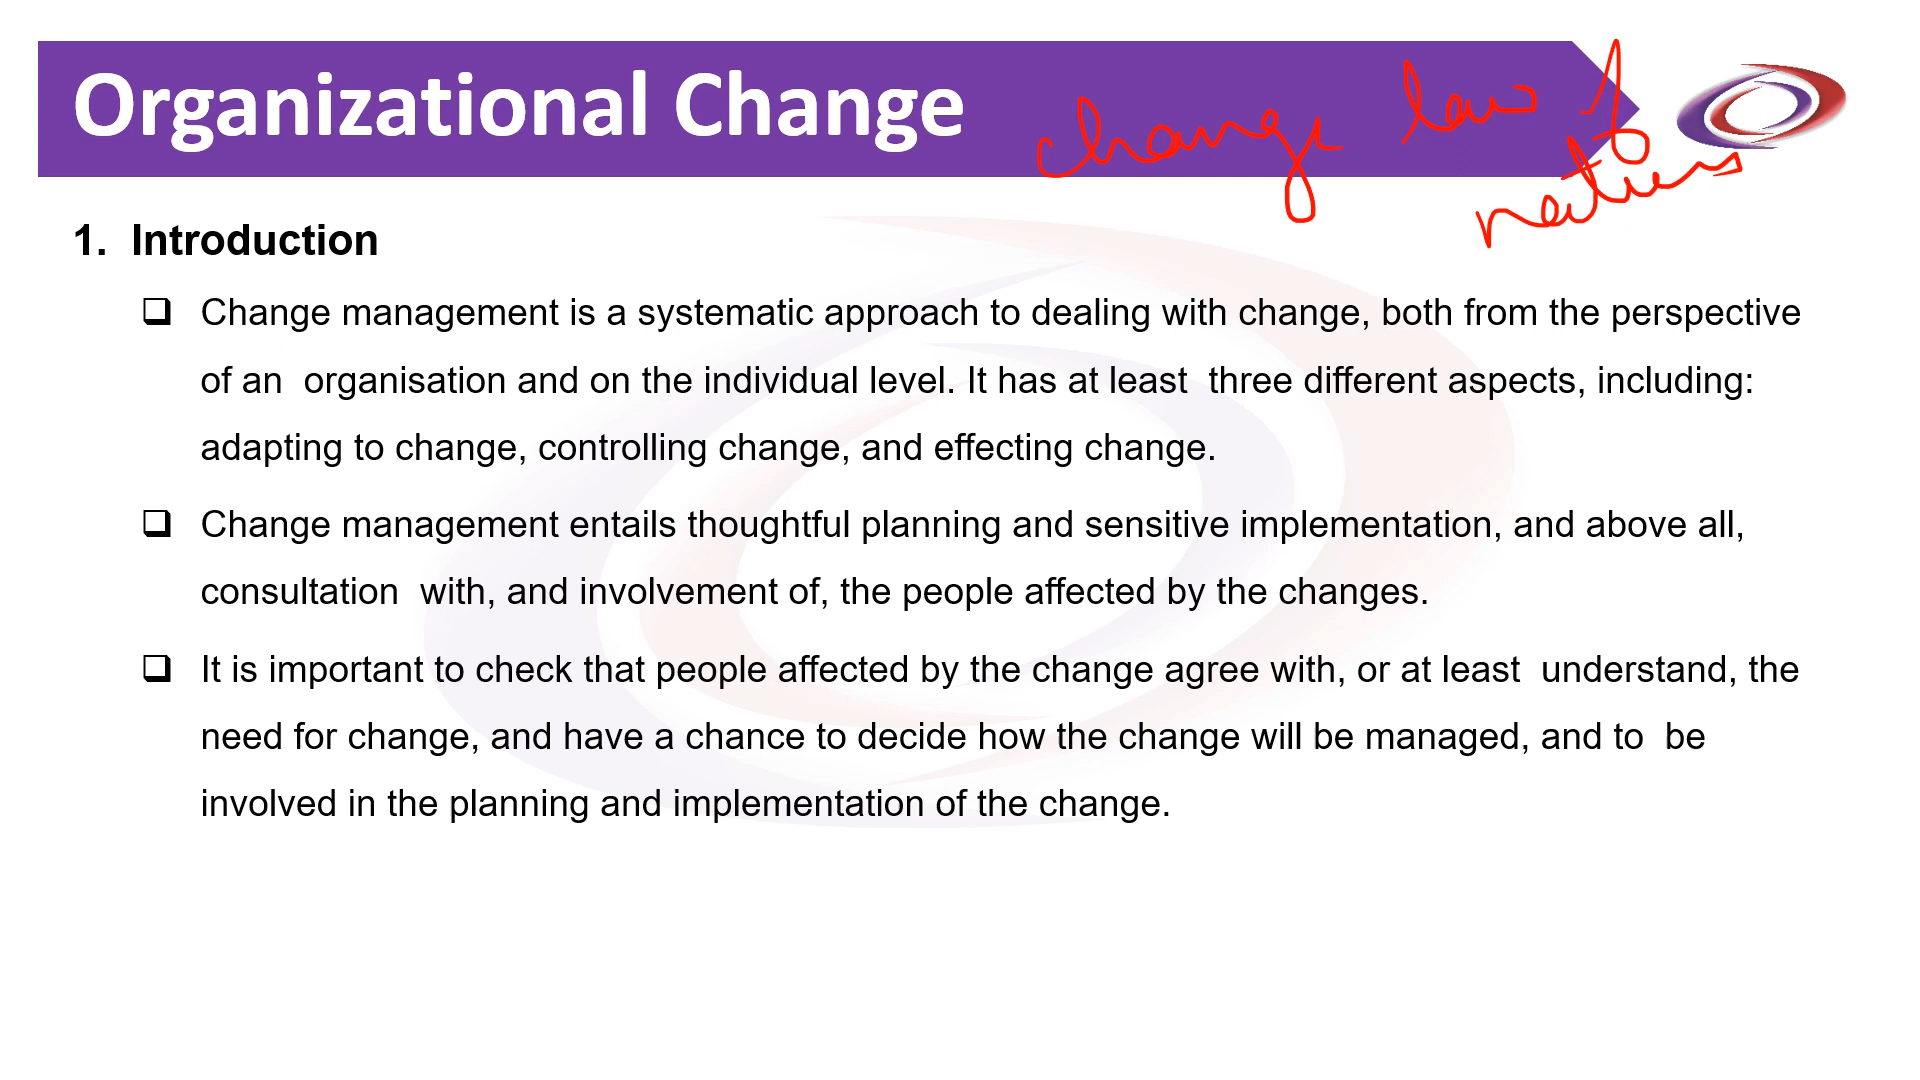 Organizational Change
change law of
nature
1. Introduction
❑ Change management is a systematic approach to dealing with change, both from the perspective
of an organisation and on the individual level. It has at least three different aspects, including:
adapting to change, controlling change, and effecting change.
❑ Change management entails thoughtful planning and sensitive implementation, and above all,
consultation with, and involvement of, the people affected by the changes.
❑ It is important to check that people affected by the change agree with, or at least understand, the
need for change, and have a chance to decide how the change will be managed, and to be
involved in the planning and implementation of the change.